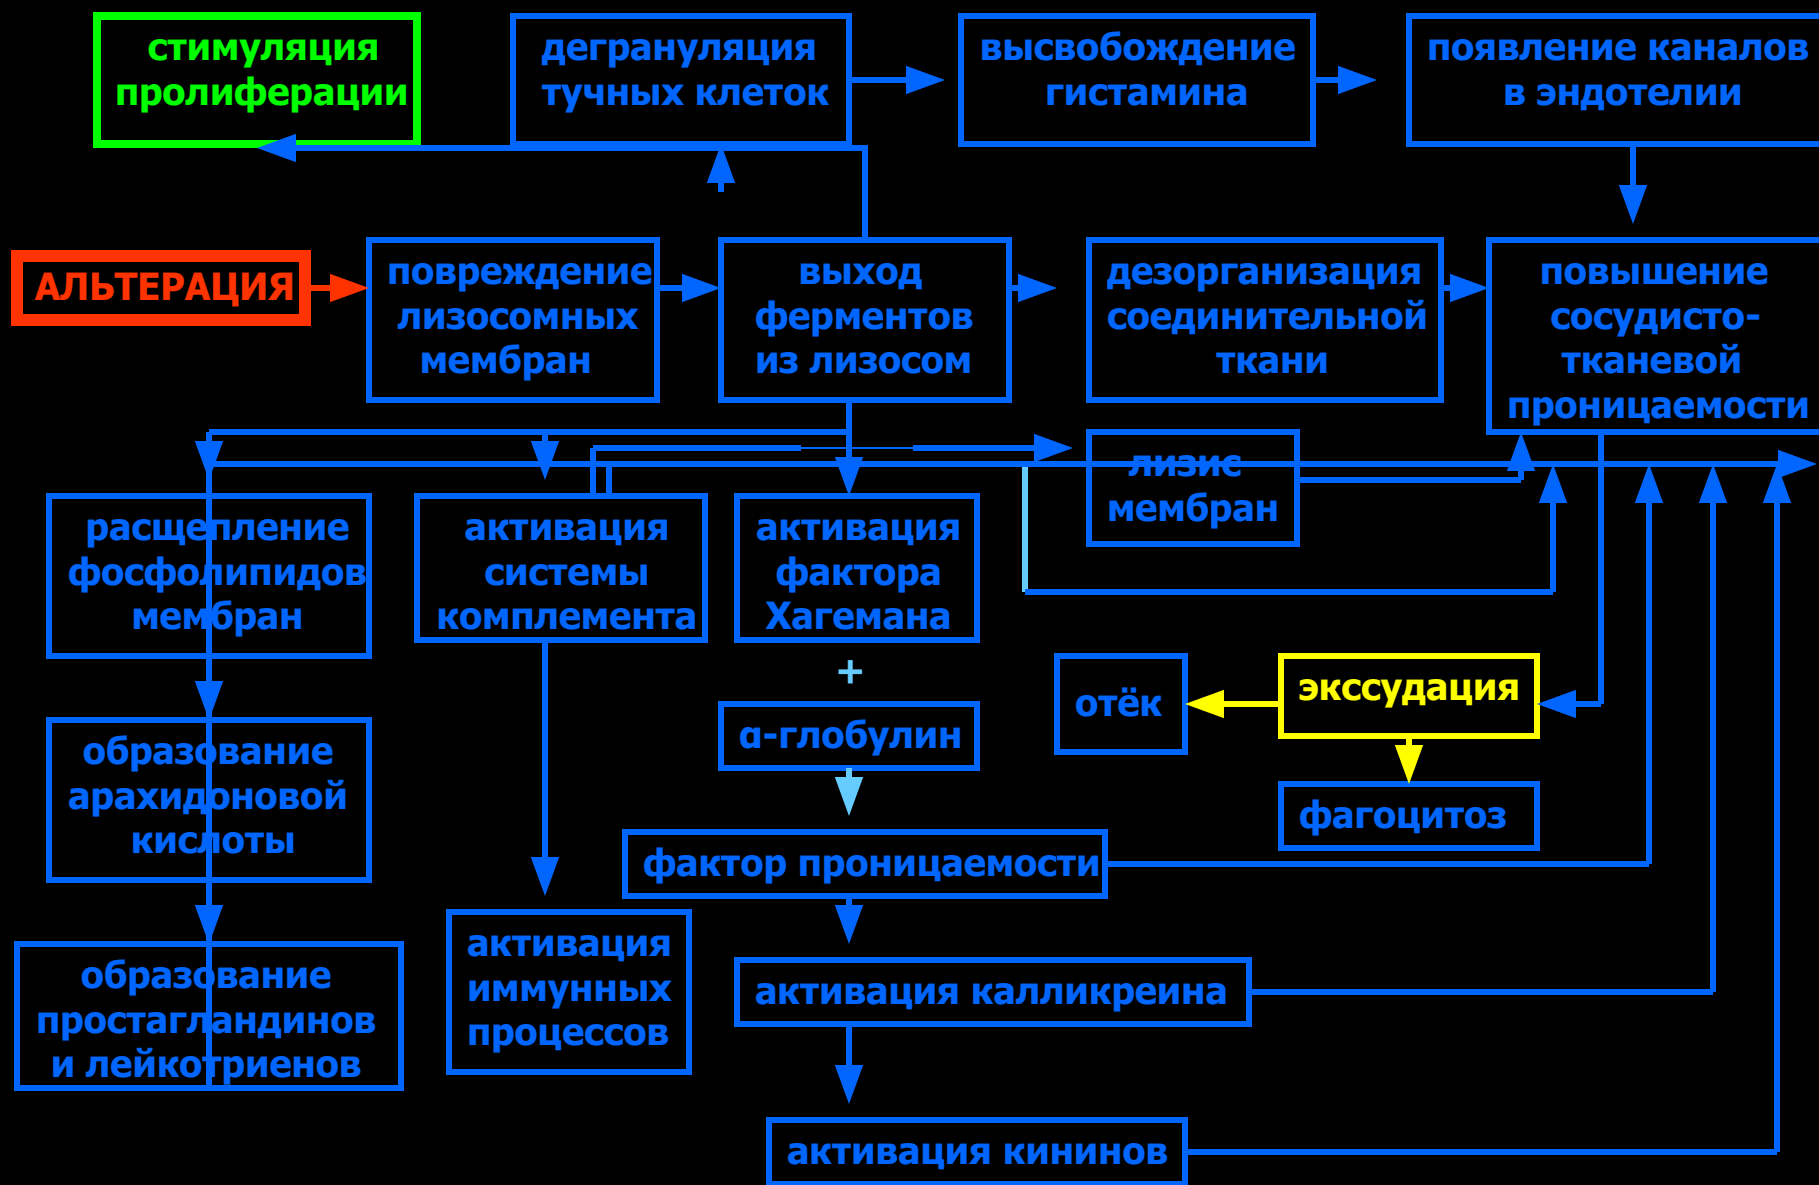 стимуляция
пролиферации
дегрануляция
тучных клеток
высвобождение
гистамина
появление каналов
в эндотелии
АЛЬТЕРАЦИЯ
повреждение
лизосомных
мембран
выход
ферментов
из лизосом
дезорганизация
соединительной
ткани
повышение
сосудисто-
тканевой
проницаемости
лизис
мембран
расщепление
фосфолипидов
мембран
активация
системы
комплемента
активация
фактора
Хагемана
+
α-глобулин
отёк
экссудация
фагоцитоз
образование
арахидоновой
кислоты
фактор проницаемости
образование
простагландинов
и лейкотриенов
активация
иммунных
процессов
активация калликреина
активация кининов